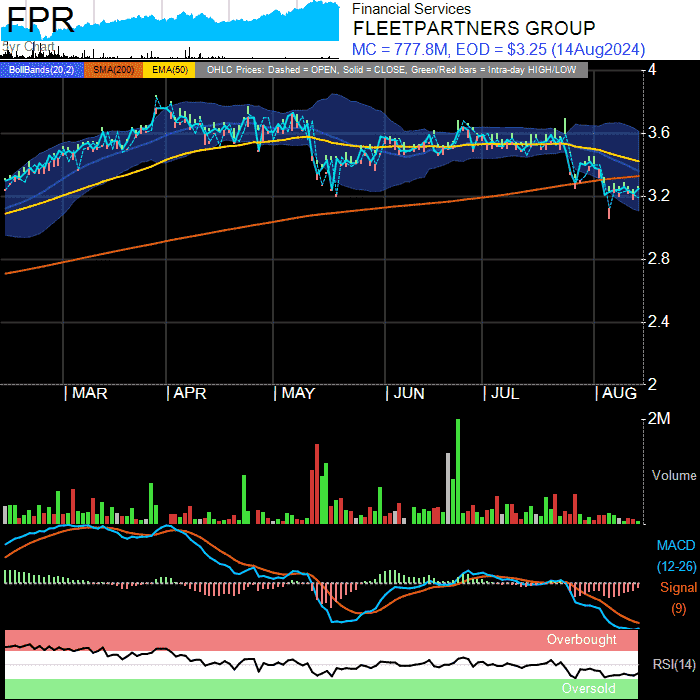 FPR
5yr Chart
Financial Services
FLEETPARTNERS GROUP
MC = 777.8M, EOD = $3.25 (14Aug2024)
BollBands(20,2) SMA(200) EMA(50) OHLC Prices: Dashed = OPEN, Solid = CLOSE, Green/Red bars = Intra-day HIGH/LOW
4
3.6
3.2
2.8
2.4
2
| MAR | APR | MAY | JUN | JUL | AUG
2M
Volume
MACD
(12-26)
Signal
(9)
Overbought
RSI(14)
Oversold